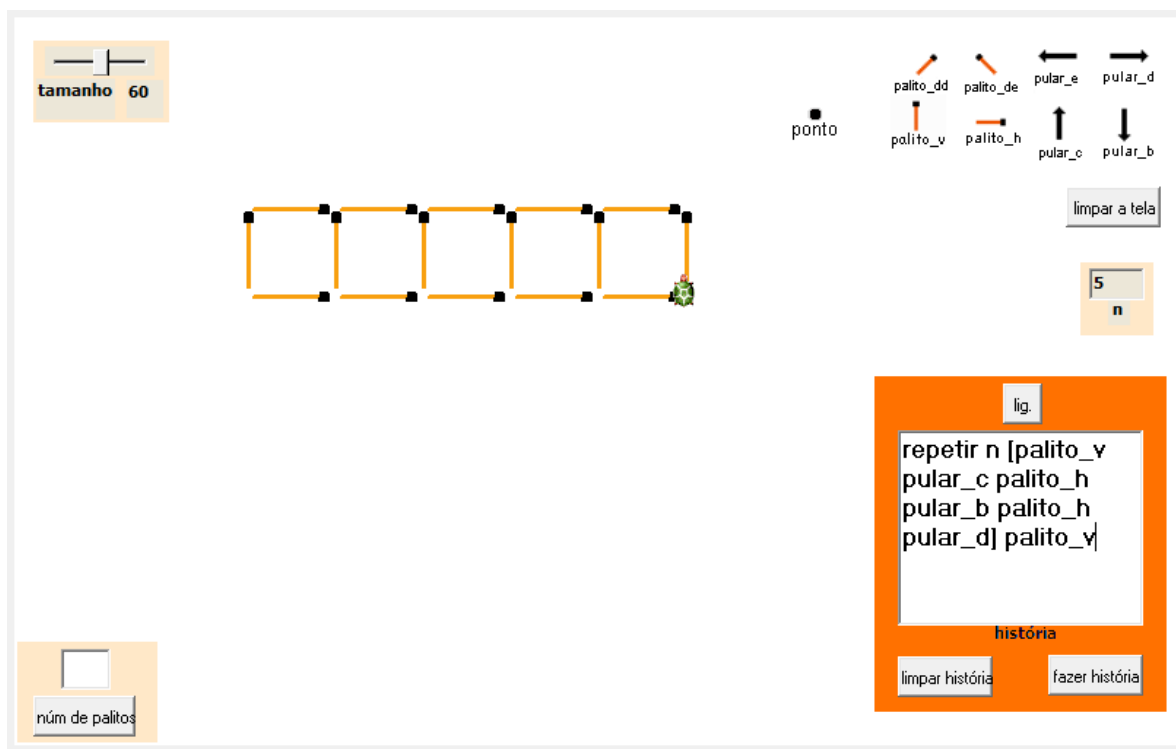 tamanho 60
palito_dd
palito_de
pular_e
pular_d
ponto
palito_v
palito_h
pular_c
pular_b
limpar a tela
5
n
lig.
repetir n [palito_v
pular_c palito_h
pular_b palito_h
pular_d] palito_v
história
limpar história
fazer história
núm de palitos